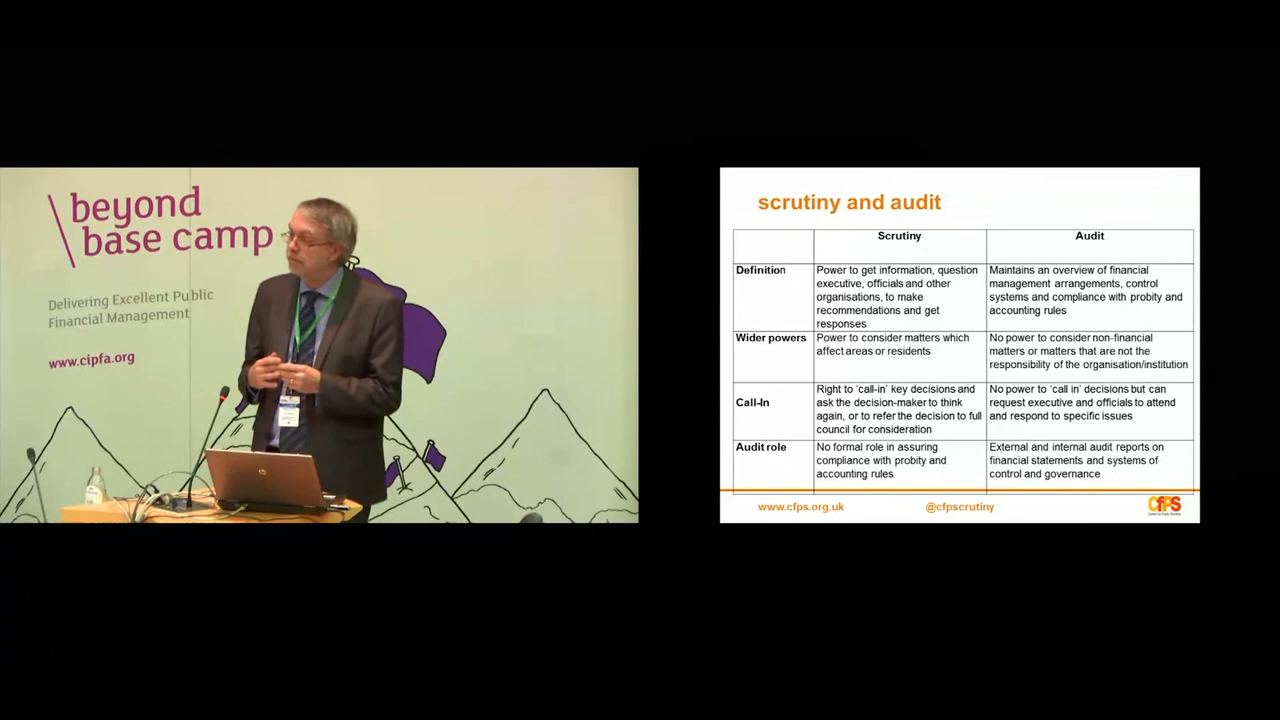 beyond
base camp
Delivering Excellent Public
Financial Management
www.cipfa.org
scrutiny and audit
Scrutiny
Audit
Definition
Power to get information, question
executive, officials and other
organisations, to make
recommendations and get
responses
Maintains an overview of financial
management arrangements, control
systems and compliance with probity and
accounting rules
Wider powers
Power to consider matters which
affect areas or residents
No power to consider non-financial
matters or matters that are not the
responsibility of the organisation/institution
Call-In
Right to 'call-in' key decisions and
ask the decision-maker to think
again, or to refer the decision to full
council for consideration
No power to 'call in' decisions but can
request executive and officials to attend
and respond to specific issues
Audit role
No formal role in assuring
compliance with probity and
accounting rules
External and internal audit reports on
financial statements and systems of
control and governance
www.cfps.org.uk
@cfpscrutiny
CfPS